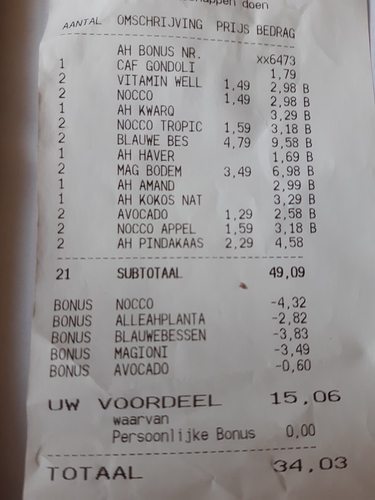 happen doen
AANTAL OMSCHRIJVING PRIJS BEDRAG
AH BONUS NR. xx6473
1 CAF GONDOLI 1,79
2 VITAMIN WELL 1,49 2,98 B
2 NOCCO 1,49 2,98 B
1 AH KWARQ 3,29 B
2 NOCCO TROPIC 1,59 3,18 B
2 BLAUWE BES 4,79 9,58 B
1 AH HAVER 1,69 B
2 MAG BODEM 3,49 6,98 B
1 AH AMAND 2,99 B
1 AH KOKOS NAT 3,29 B
2 AVOCADO 1,29 2,58 B
2 NOCCO APPEL 1,59 3,18 B
2 AH PINDAKAAS 2,29 4,58
21 SUBTOTAAL 49,09
BONUS NOCCO -4,32
BONUS ALLEAHPLANTA -2,82
BONUS BLAUWEBESSEN -3,83
BONUS MAGIONI -3,49
BONUS AVOCADO -0,60
UW VOORDEEL 15,06
waarvan
Persoonlijke Bonus 0,00
TOTAAL 34,03